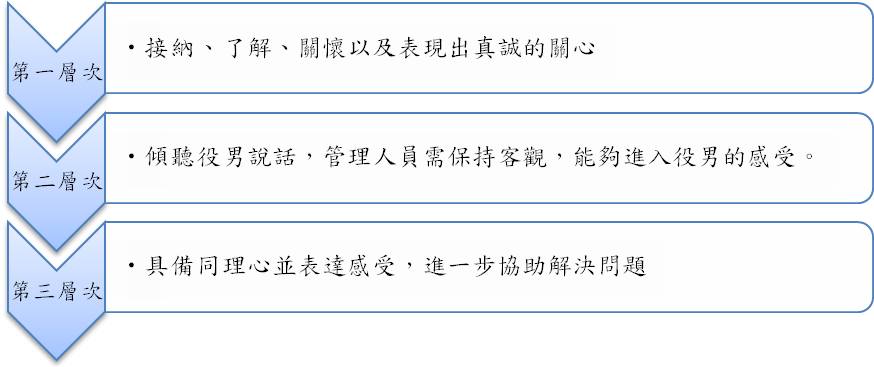 第一層次
・接納、了解、關懷以及表現出真誠的關心
第二層次
・傾聽役男說話，管理人員需保持客觀，能夠進入役男的感受。
第三層次
・具備同理心並表達感受，進一步協助解決問題